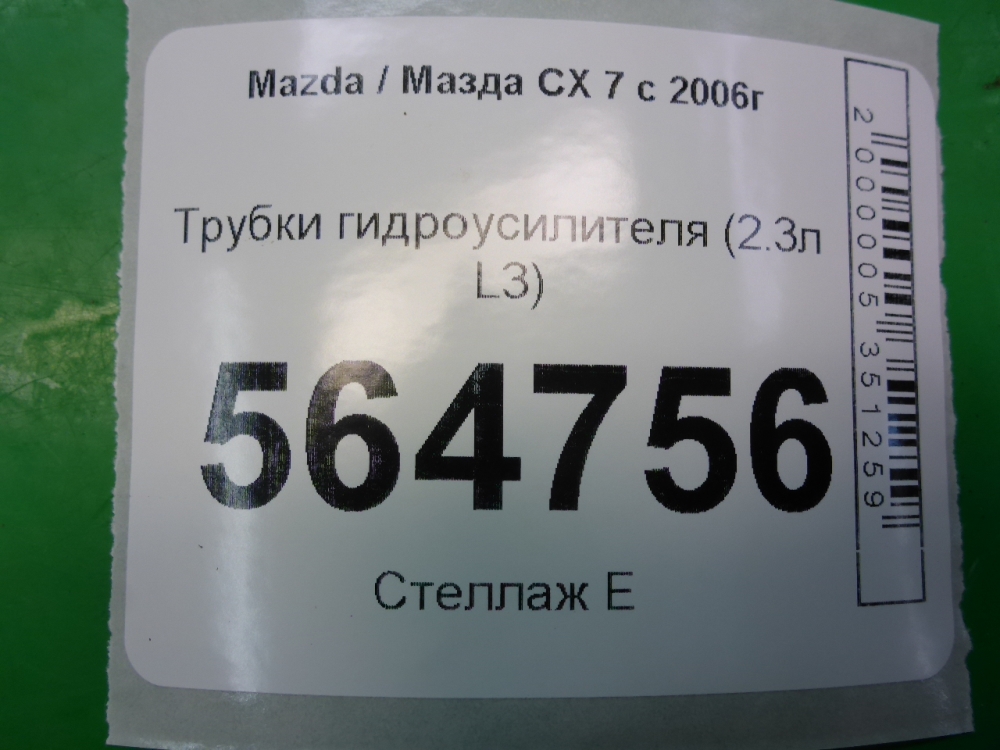 Mazda / Мазда CX 7 с 2006г
Трубки гидроусилителя (2.3л
L3)
564756
Стеллаж E
2000005351259